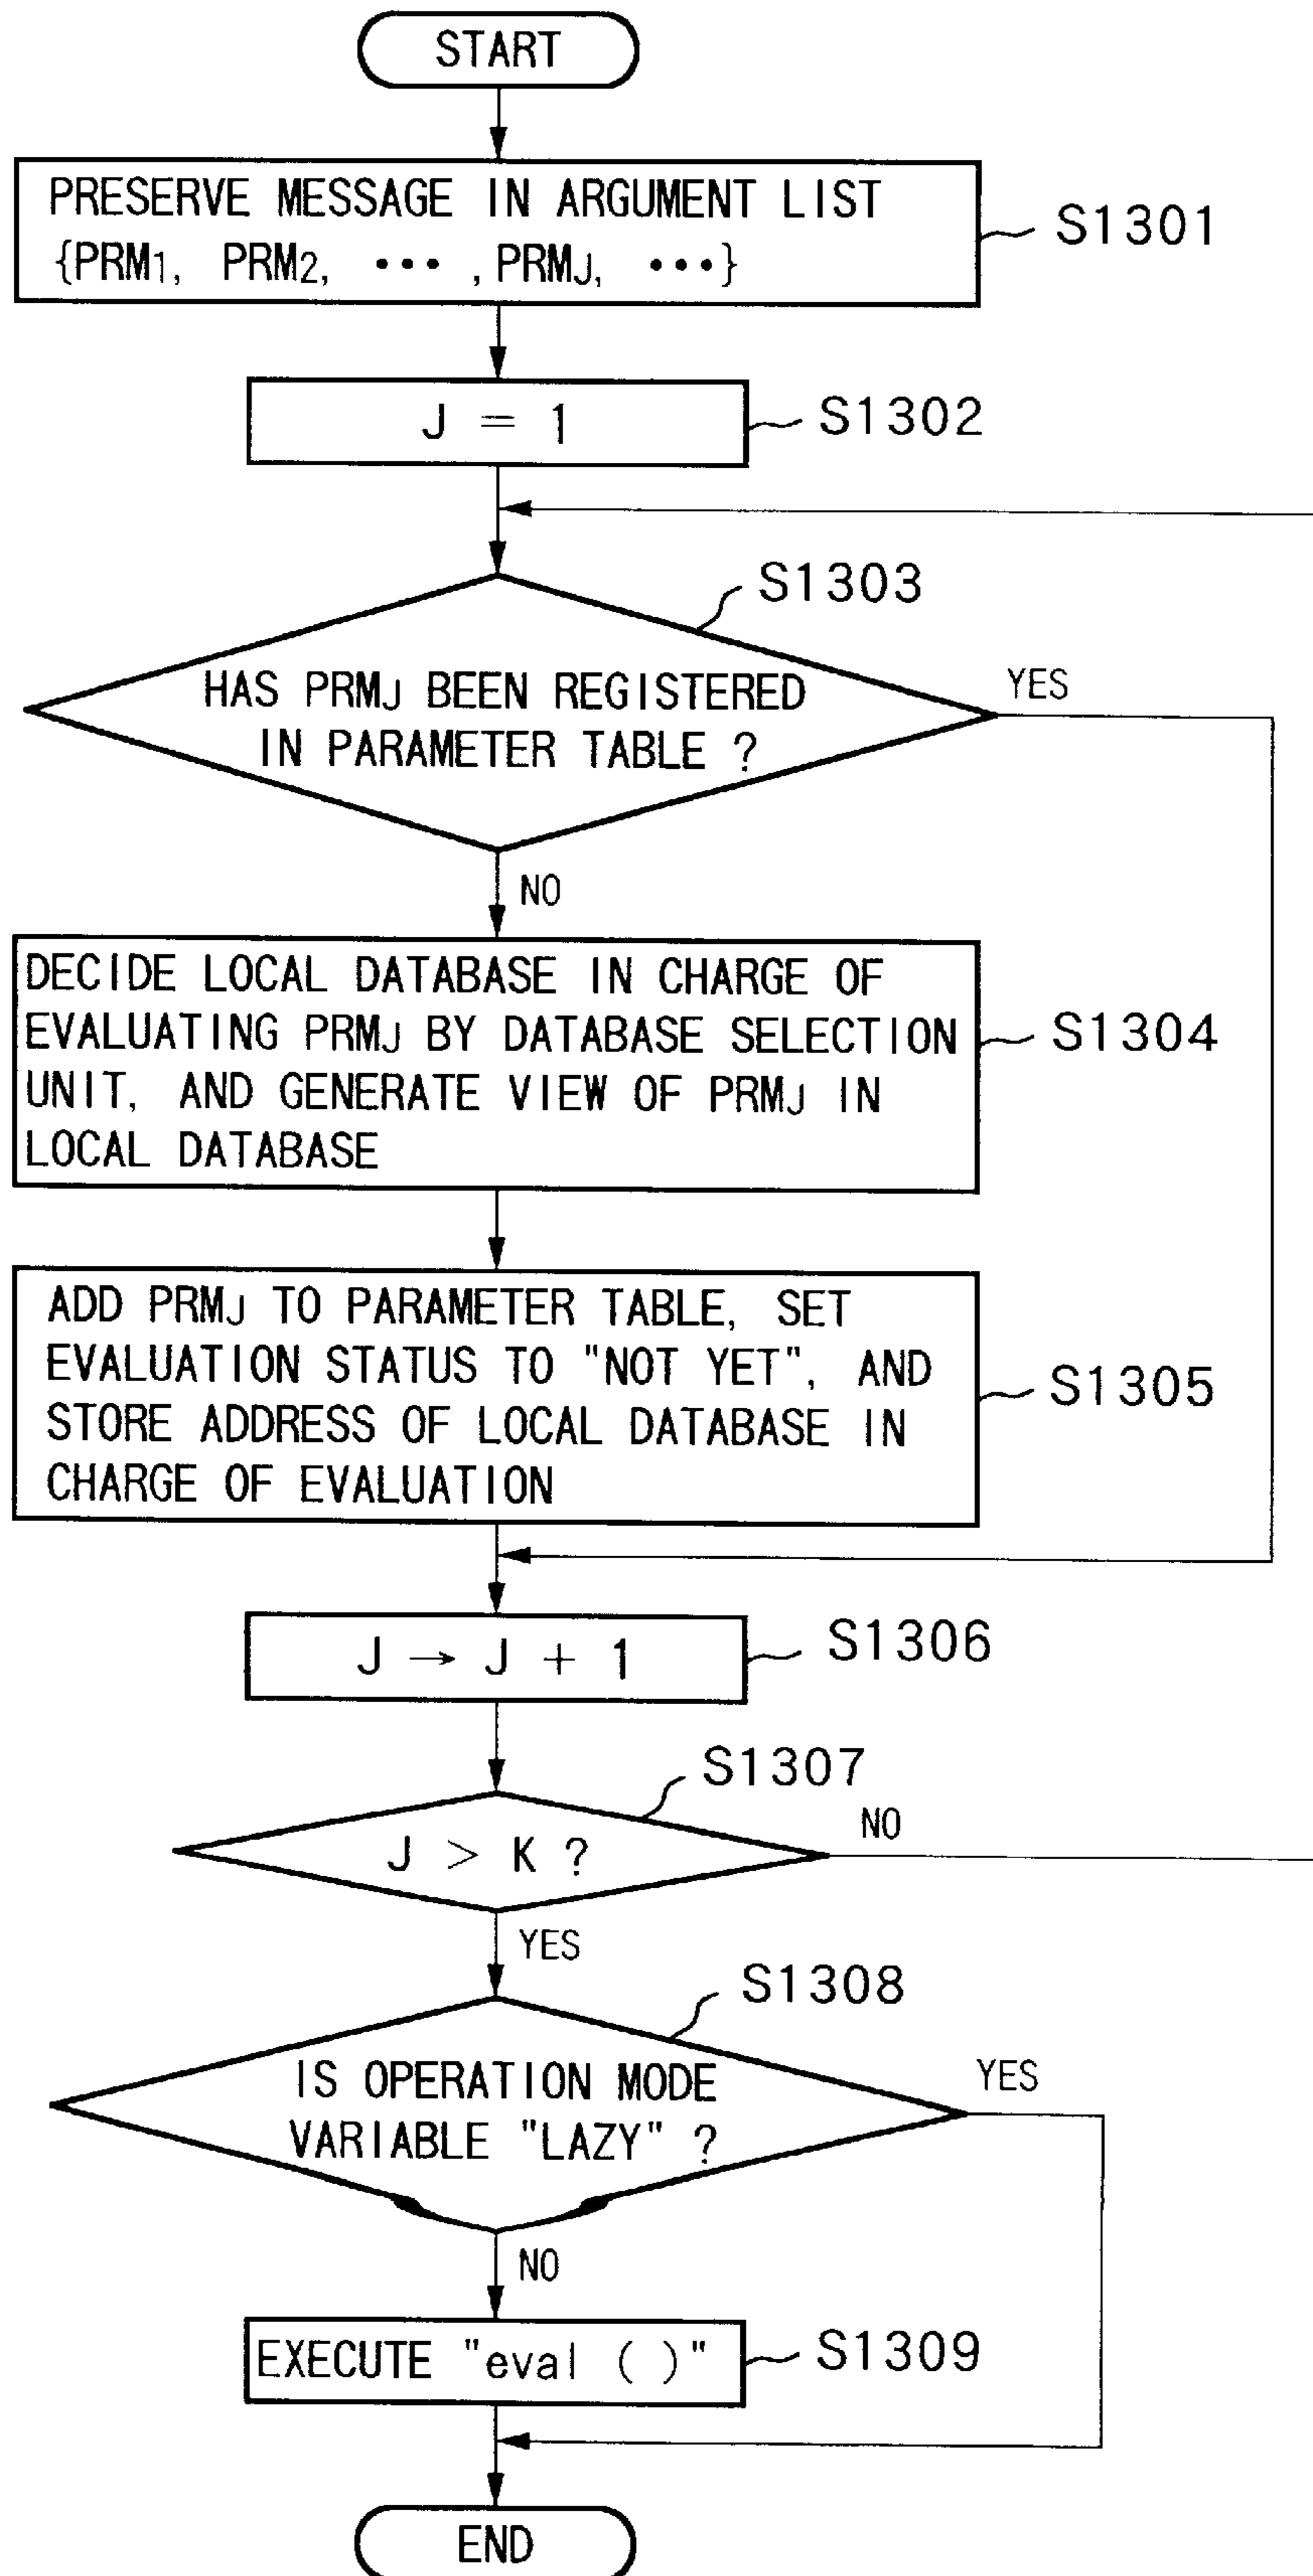 START
PRESERVE MESSAGE IN ARGUMENT LIST
{PRM1, PRM2, ••• , PRMJ, •••}
S1301
J = 1
S1302
S1303
HAS PRMJ BEEN REGISTERED
IN PARAMETER TABLE ?
YES
NO
DECIDE LOCAL DATABASE IN CHARGE OF
EVALUATING PRMJ BY DATABASE SELECTION
UNIT, AND GENERATE VIEW OF PRMJ IN
LOCAL DATABASE
S1304
ADD PRMJ TO PARAMETER TABLE, SET
EVALUATION STATUS TO "NOT YET", AND
STORE ADDRESS OF LOCAL DATABASE IN
CHARGE OF EVALUATION
S1305
J → J + 1
S1306
S1307
J > K ?
NO
YES
S1308
IS OPERATION MODE
VARIABLE "LAZY" ?
YES
NO
EXECUTE "eval ( )"
S1309
END